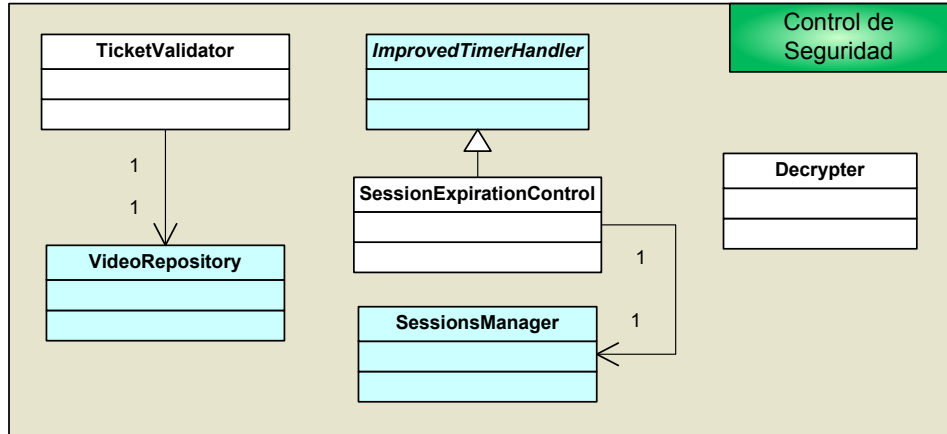 Control de
Seguridad
TicketValidator
ImprovedTimerHandler
1
1
Decrypter
SessionExpirationControl
VideoRepository
1
1
SessionsManager